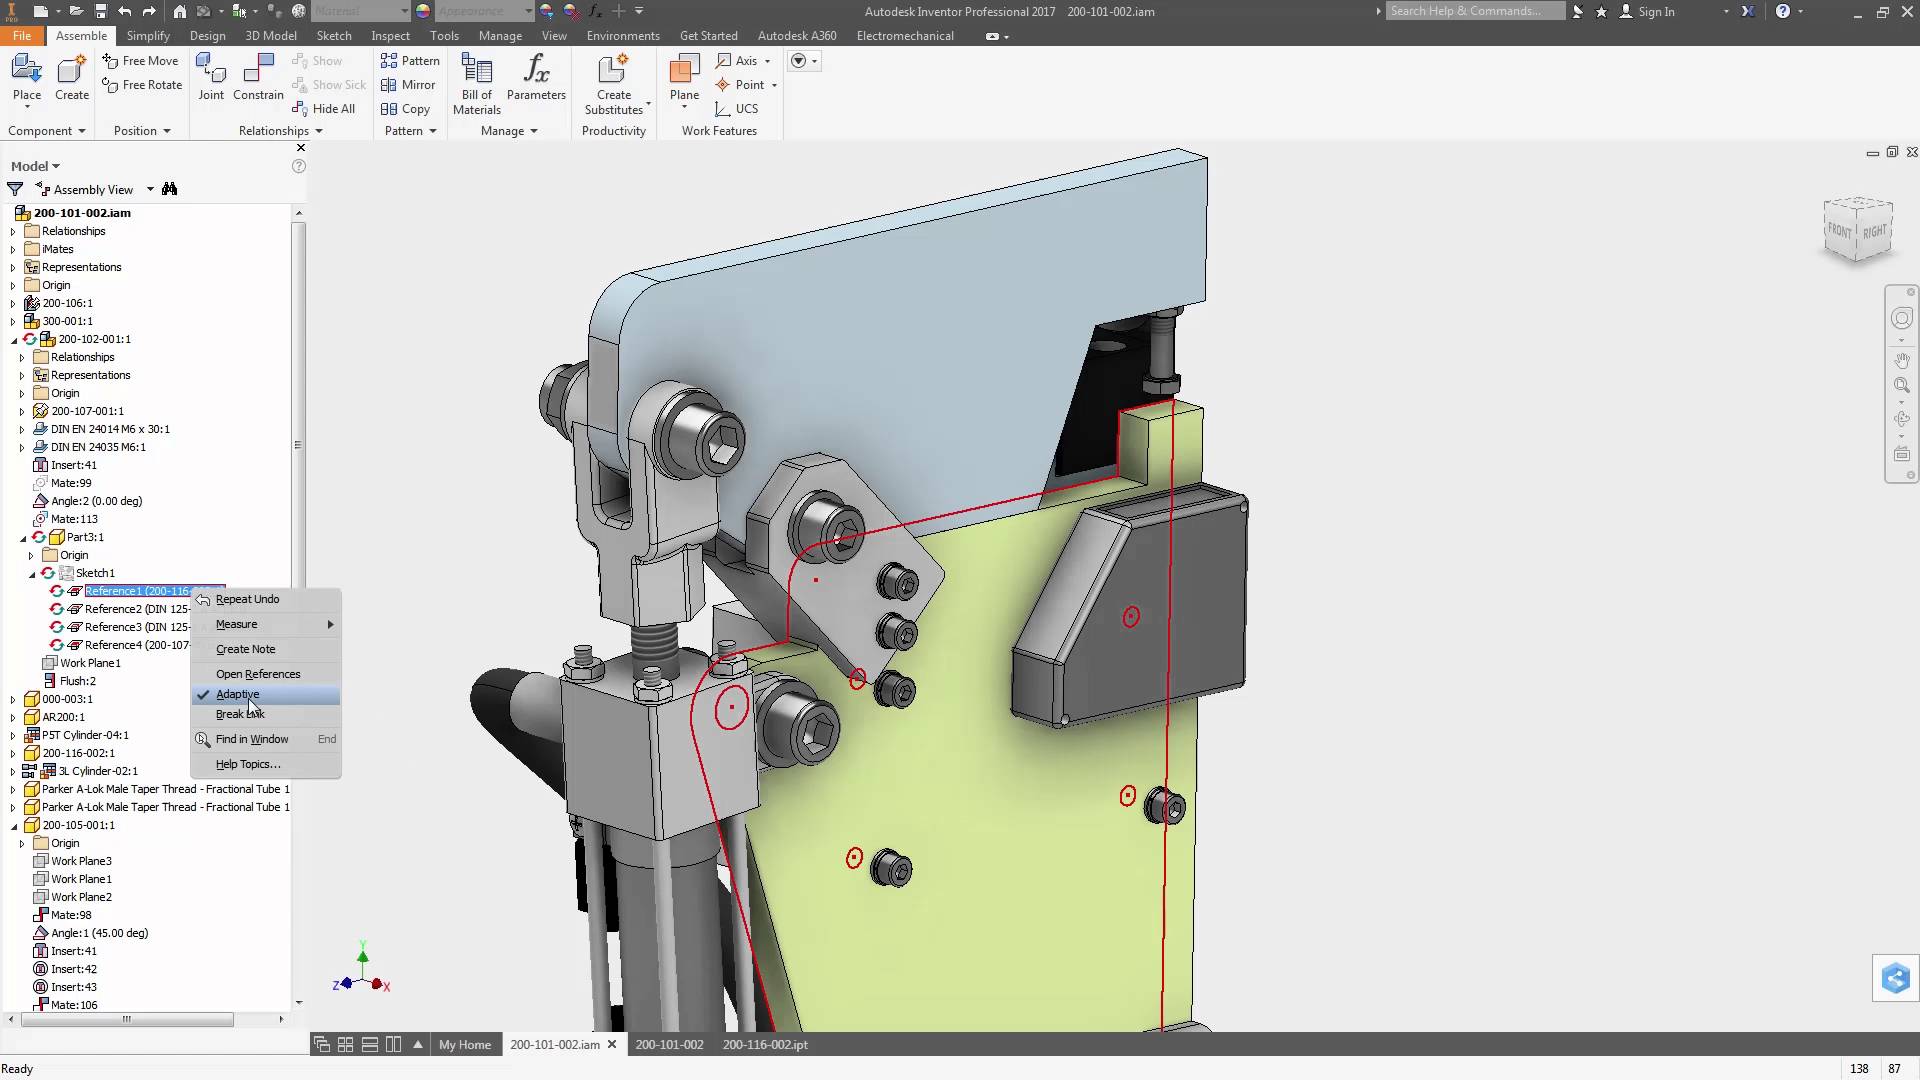 PRO
Material
Appearance
Autodesk Inventor Professional 2017 200-101-002.iam
Search Help & Commands...
Sign In
File
Assemble
Simplify
Design
3D Model
Sketch
Inspect
Tools
Manage
View
Environments
Get Started
Autodesk A360
Electromechanical
Place
Create
Free Move
Free Rotate
Joint
Constrain
Show
Show Sick
Hide All
Pattern
Mirror
Copy
Bill of
Materials
Parameters
Create
Substitutes
Plane
Axis
Point
UCS
Component
Position
Relationships
Pattern
Manage
Productivity
Work Features
Model
Assembly View
200-101-002.iam
Relationships
iMates
Representations
Origin
200-106:1
300-001:1
200-102-001:1
Relationships
Representations
Origin
200-107-001:1
DIN EN 24014 M6 x 30:1
DIN EN 24035 M6:1
Insert:41
Mate:99
Angle:2 (0.00 deg)
Mate:113
Part3:1
Origin
Sketch1
Reference1 (200-116-
Reference2 (DIN 125-
Reference3 (DIN 125-
Reference4 (200-107-
Work Plane1
Flush:2
000-003:1
AR200:1
P5T Cylinder-04:1
200-116-002:1
3L Cylinder-02:1
Parker A-Lok Male Taper Thread - Fractional Tube 1
Parker A-Lok Male Taper Thread - Fractional Tube 1
200-105-001:1
Origin
Work Plane3
Work Plane1
Work Plane2
Mate:98
Angle:1 (45.00 deg)
Insert:41
Insert:42
Insert:43
Mate:106
Repeat Undo
Measure
Create Note
Open References
Adaptive
Break Link
Find in Window End
Help Topics...
FRONT
RIGHT
Y
Z
X
My Home
200-101-002.iam
200-101-002
200-116-002.ipt
Ready
138
87